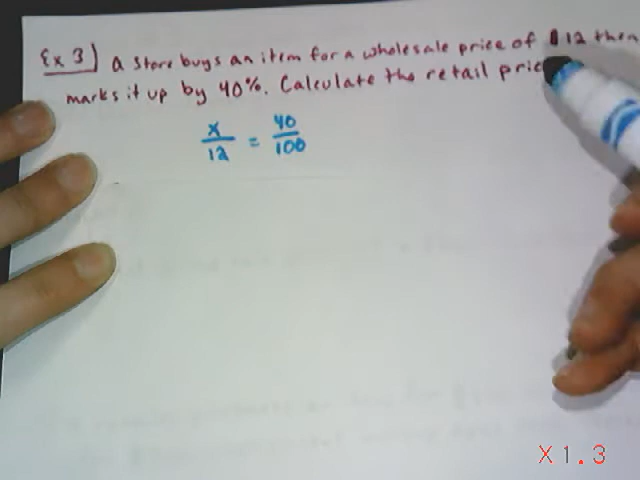 Ex 3) A store buys an item for a wholesale price of $12 then
marks it up by 40%. Calculate the retail pric
x/12 = 40/100
X1.3